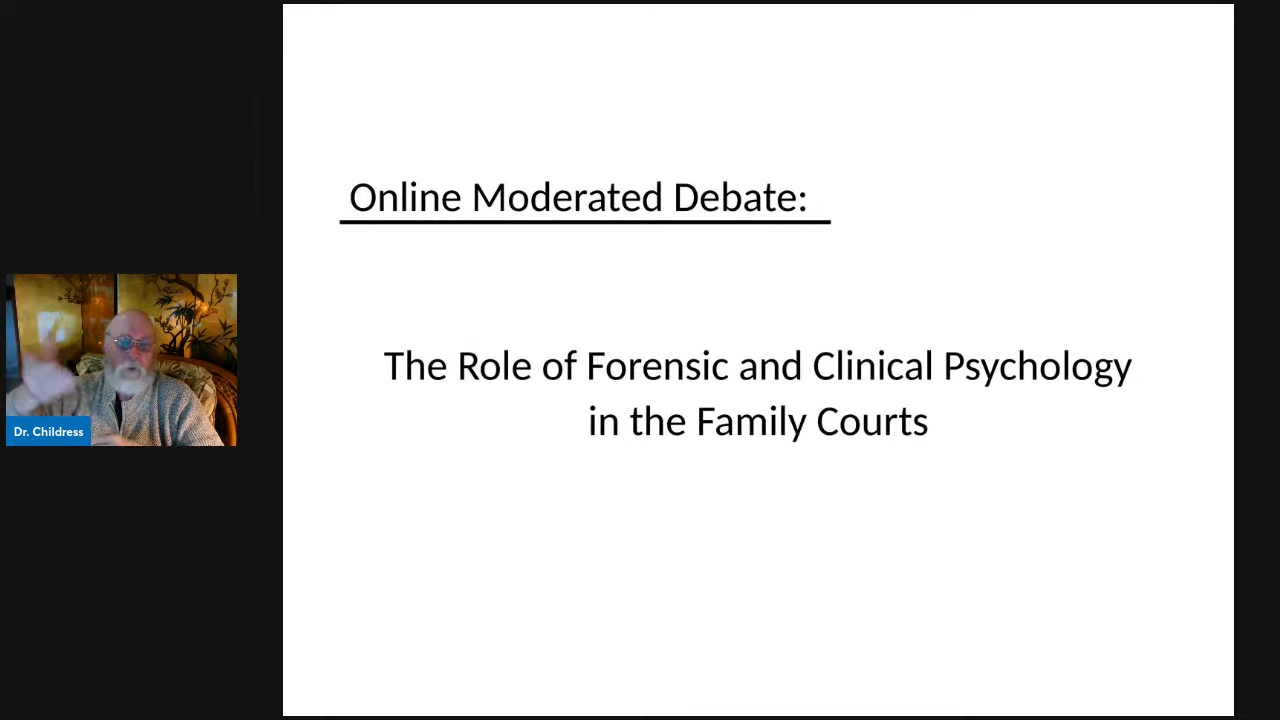 Online Moderated Debate:
The Role of Forensic and Clinical Psychology
in the Family Courts
Dr. Childress